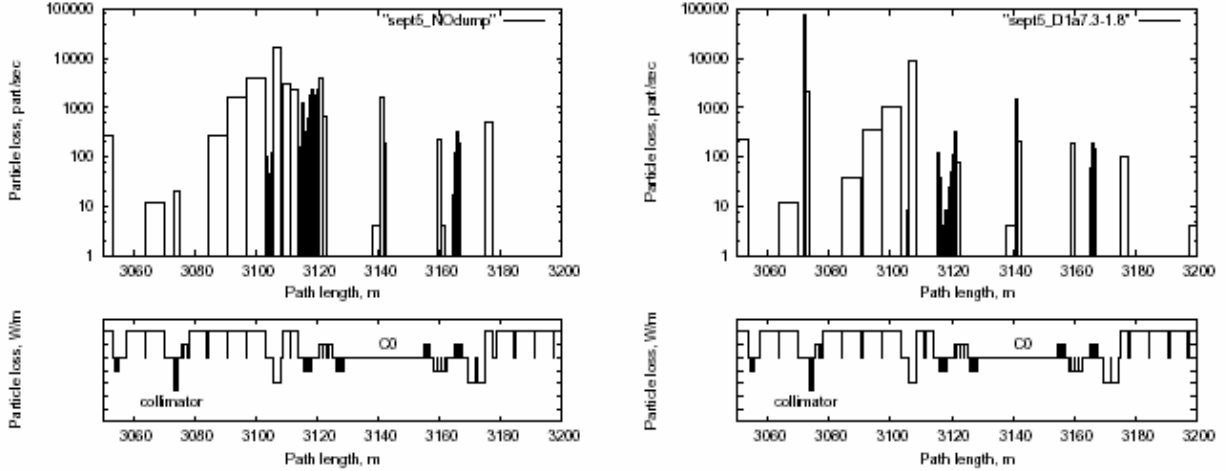 "sept5_NOdump"
Particle loss, part/sec
100000
10000
1000
100
10
1
3060 3080 3100 3120 3140 3160 3180 3200
Path length, m
Particle loss, W/m
C0
collimator
3060 3080 3100 3120 3140 3160 3180 3200
Path length, m
"sept5_D1a7.3-1.8"
Particle loss, part/sec
100000
10000
1000
100
10
1
3060 3080 3100 3120 3140 3160 3180 3200
Path length, m
Particle loss, W/m
C0
collimator
3060 3080 3100 3120 3140 3160 3180 3200
Path length, m